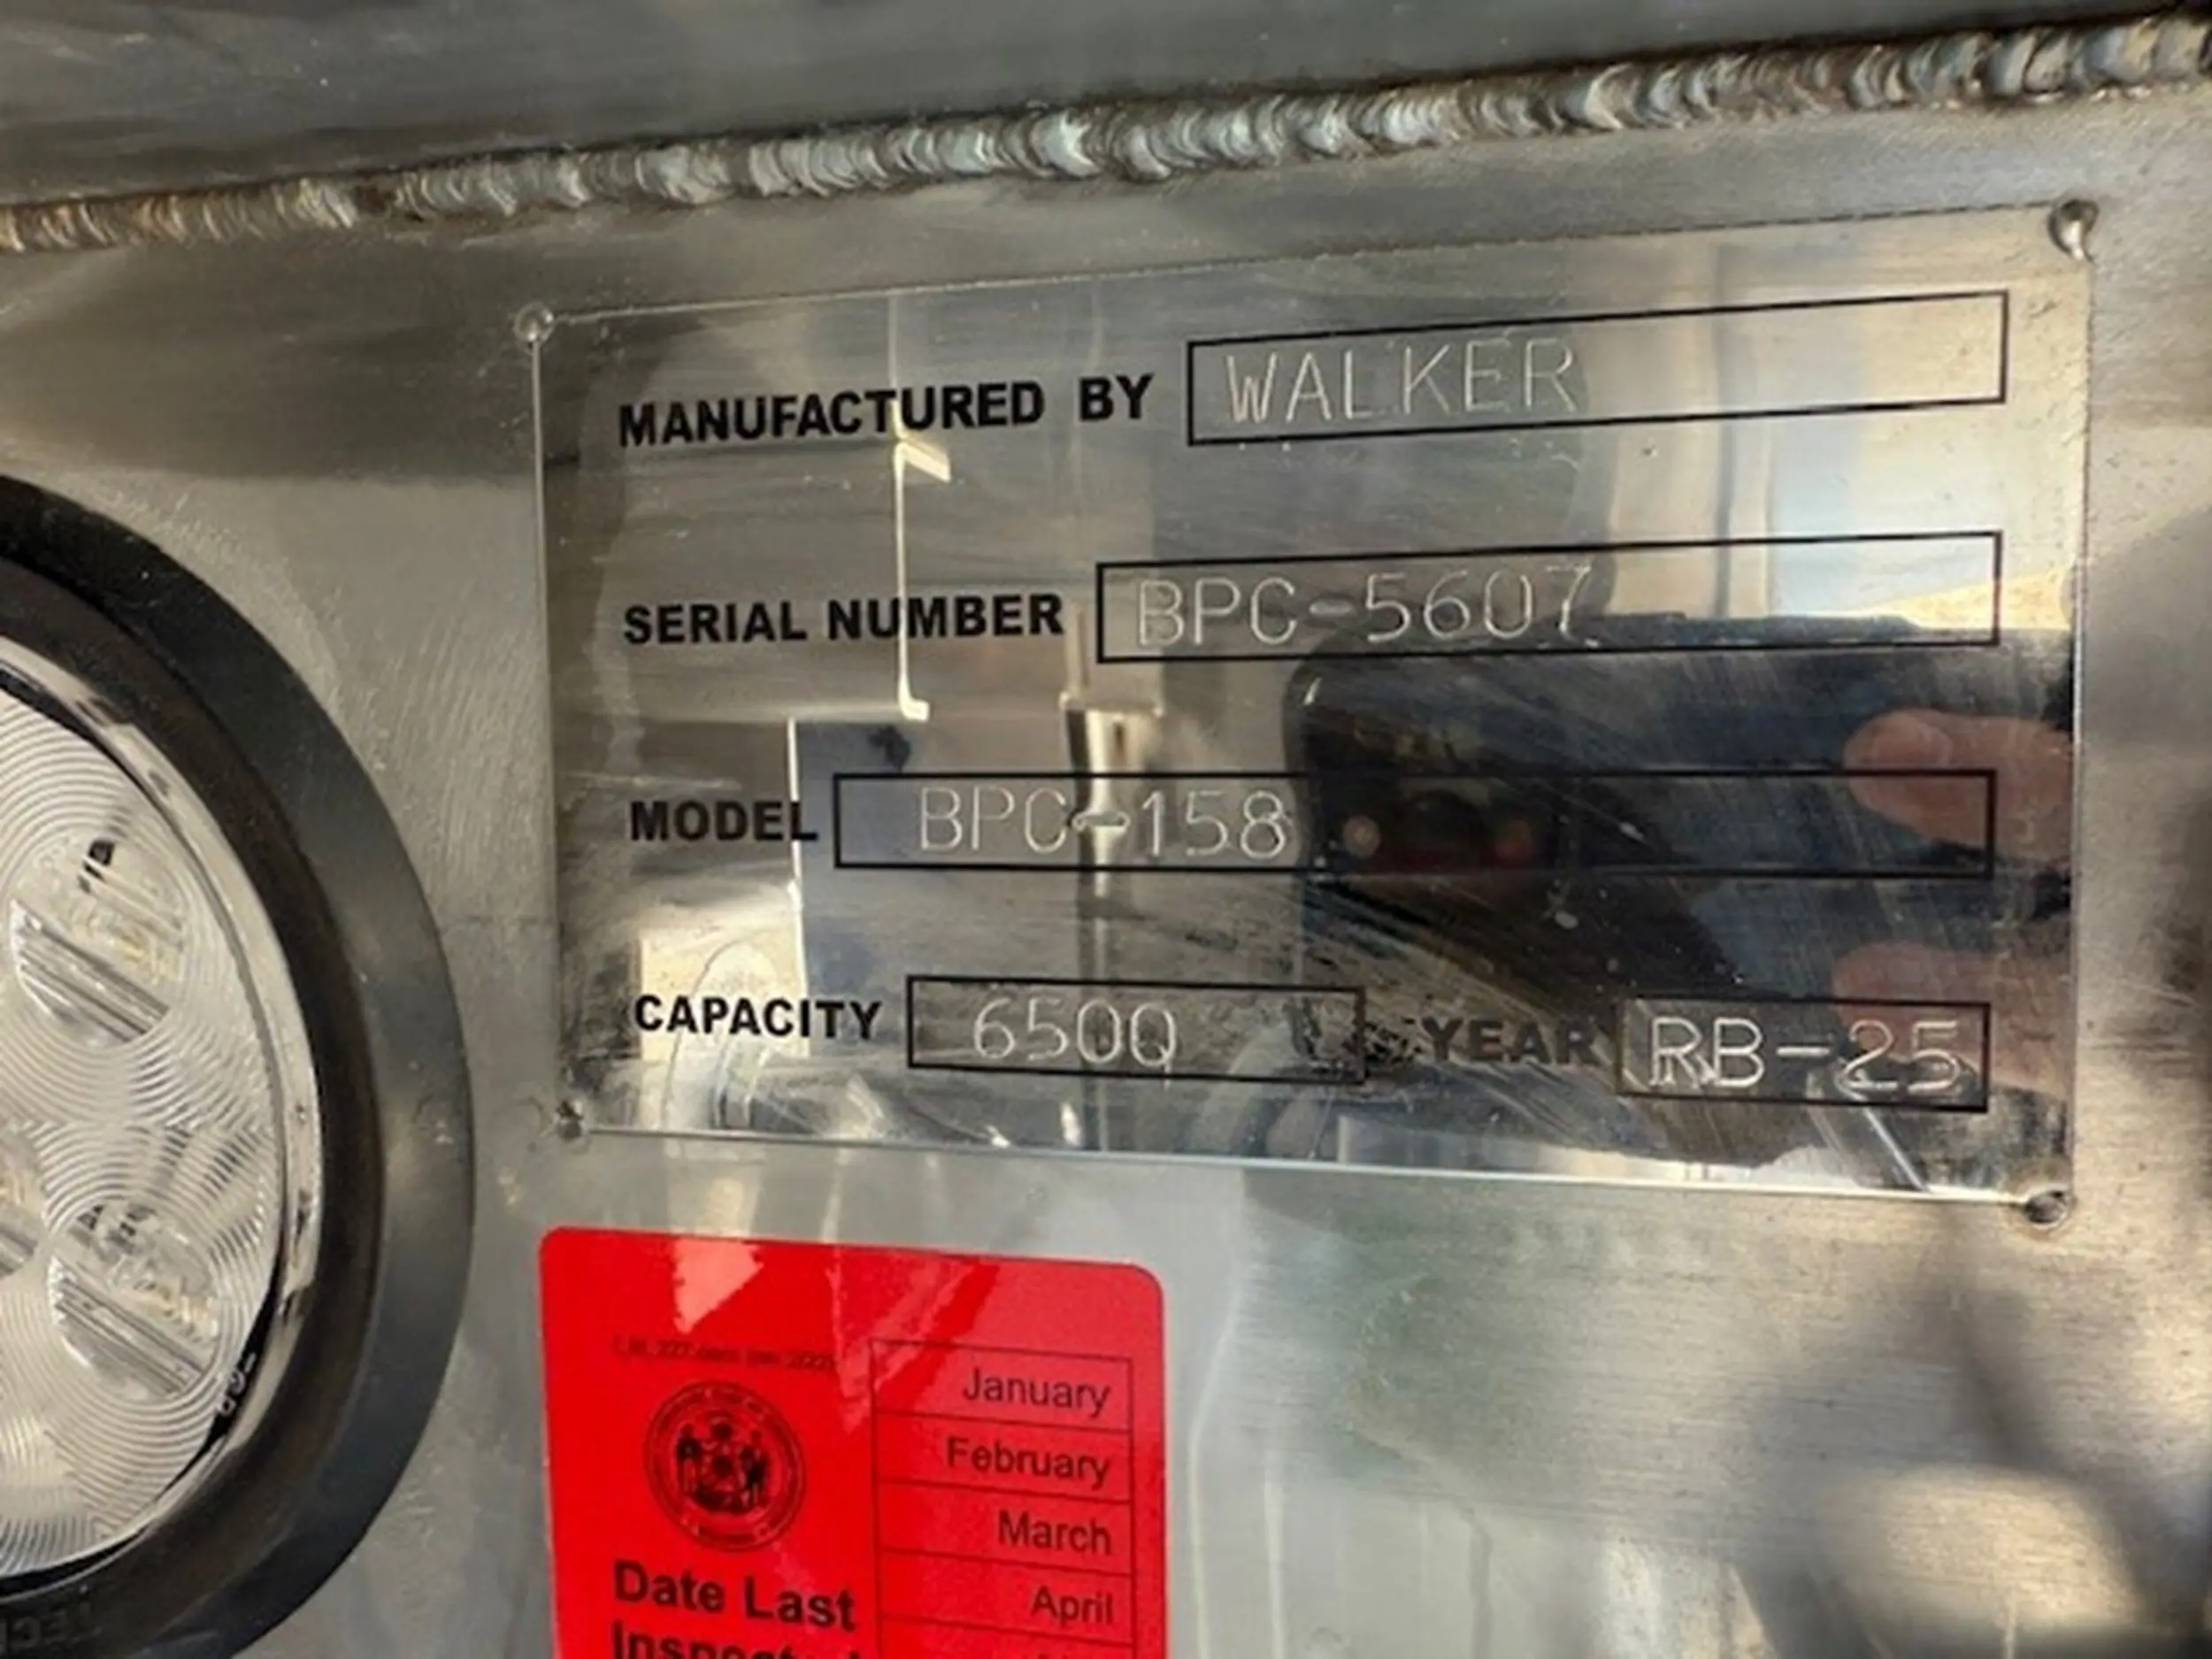 MANUFACTURED BY WALKER
SERIAL NUMBER BPC-5607
MODEL BPC-158
CAPACITY 6500 YEAR RB-25
January
February
March
April
Date Last